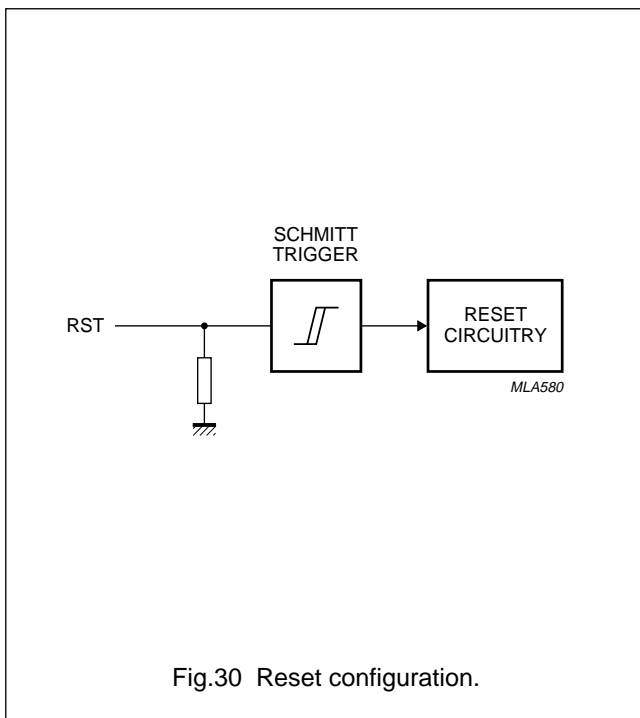 SCHMITT
TRIGGER
RST
RESET
CIRCUITRY
MLA580
Fig.30 Reset configuration.